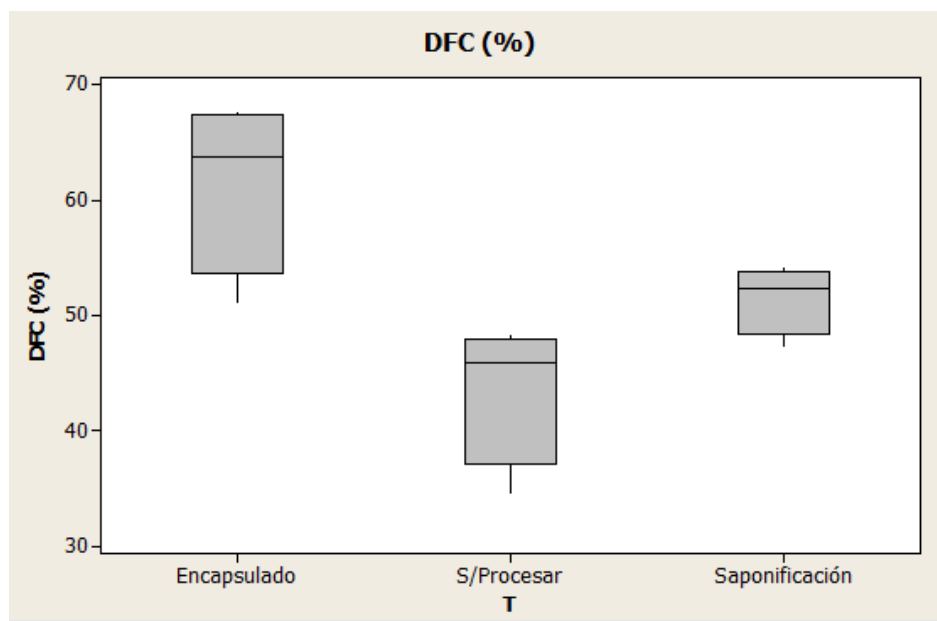 DFC (%)
DFC (%)
70
60
50
40
30
Encapsulado S/Procesar Saponificación
T